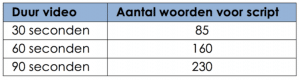 Duur video Aantal woorden voor script
30 seconden 85
60 seconden 160
90 seconden 230